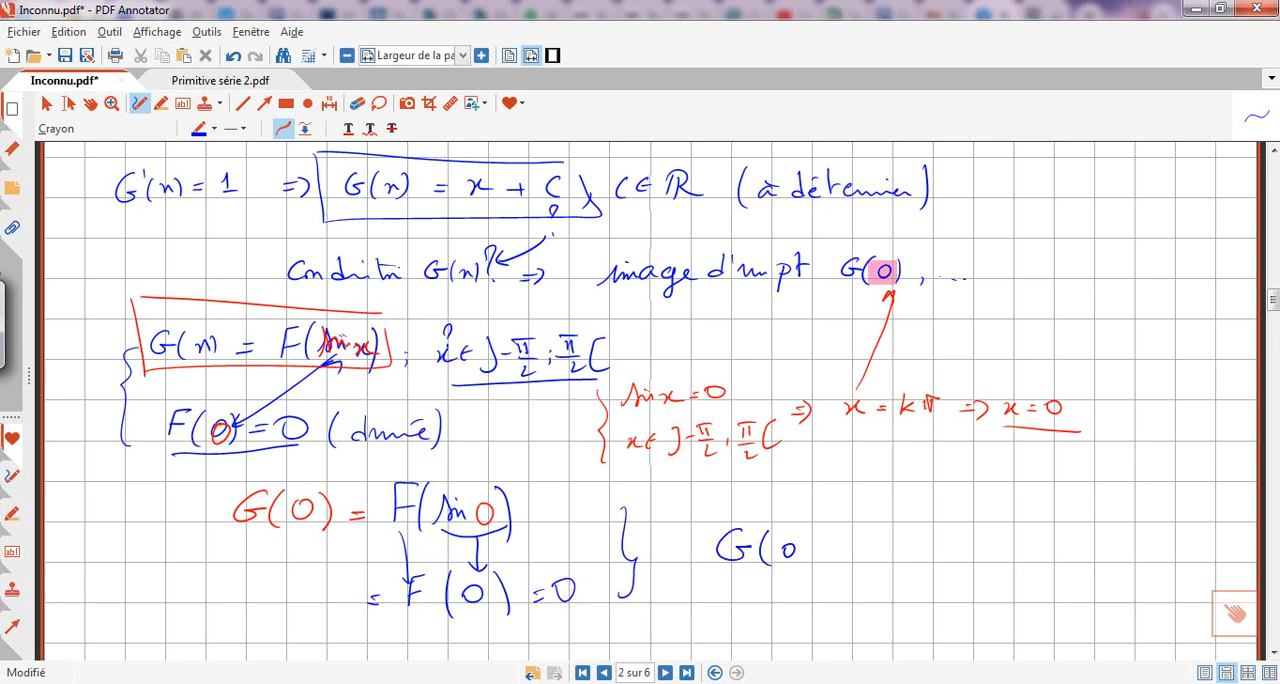 Inconnu.pdf* - PDF Annotator
Fichier Edition Outil Affichage Outils Fenêtre Aide
Largeur de la pa
Inconnu.pdf* Primitive série 2.pdf
Crayon
G'(x) = 1 => G(x) = x + C, C ∈ ℝ (à déterminer)
?
Condition G(x)? => image d'un pt G(0), ...
G(x) = F(sin x) ; x ∈ ]-π/2 ; π/2[
?
sin x = 0
=> x = kπ => x = 0
F(0) = 0 (donnée) x ∈ ]-π/2, π/2[
G(0) = F(sin 0)
G(0
= F(0) = 0
Modifié 2 sur 6